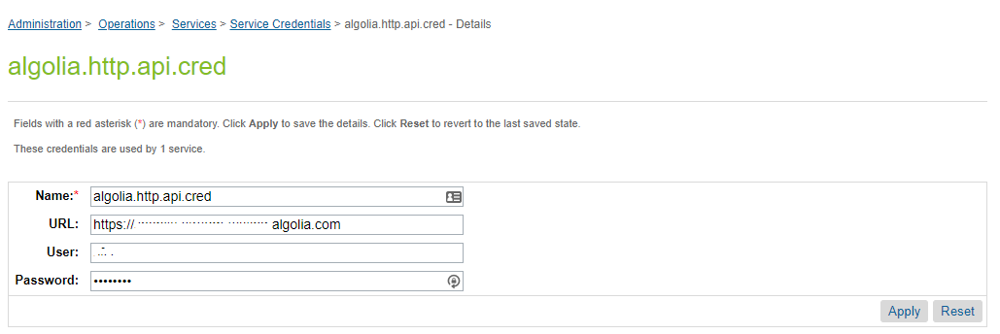 Administration > Operations > Services > Service Credentials > algolia.http.api.cred - Details
algolia.http.api.cred
Fields with a red asterisk (*) are mandatory. Click Apply to save the details. Click Reset to revert to the last saved state.
These credentials are used by 1 service.
Name:* algolia.http.api.cred
URL: https:// algolia.com
User:
Password: ••••••••
Apply Reset